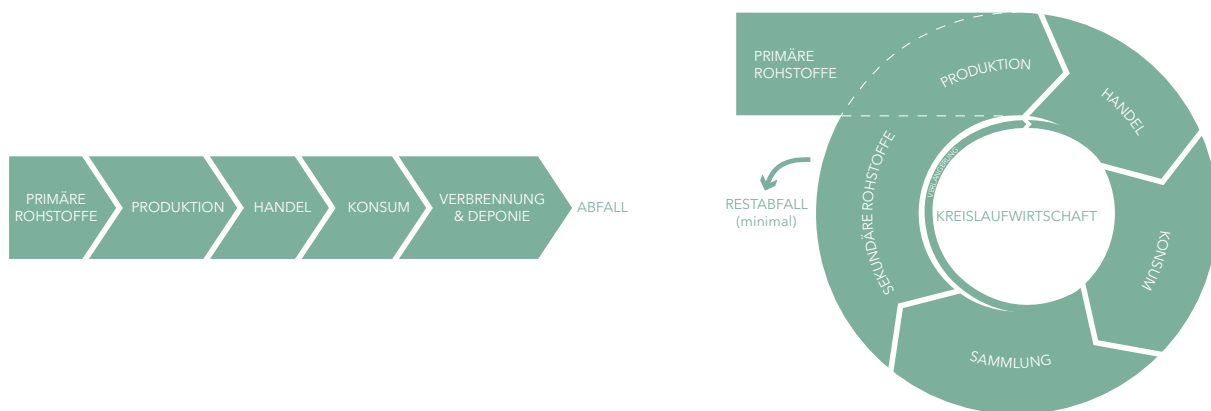 PRIMÄRE
ROHSTOFFE
PRODUKTION
HANDEL
KONSUM
VERBRENNUNG
& DEPONIE
ABFALL
PRIMÄRE
ROHSTOFFE
PRODUKTION
HANDEL
KONSUM
SAMMLUNG
SEKUNDÄRE ROHSTOFFE
VERLÄNGERUNG
KREISLAUFWIRTSCHAFT
RESTABFALL
(minimal)